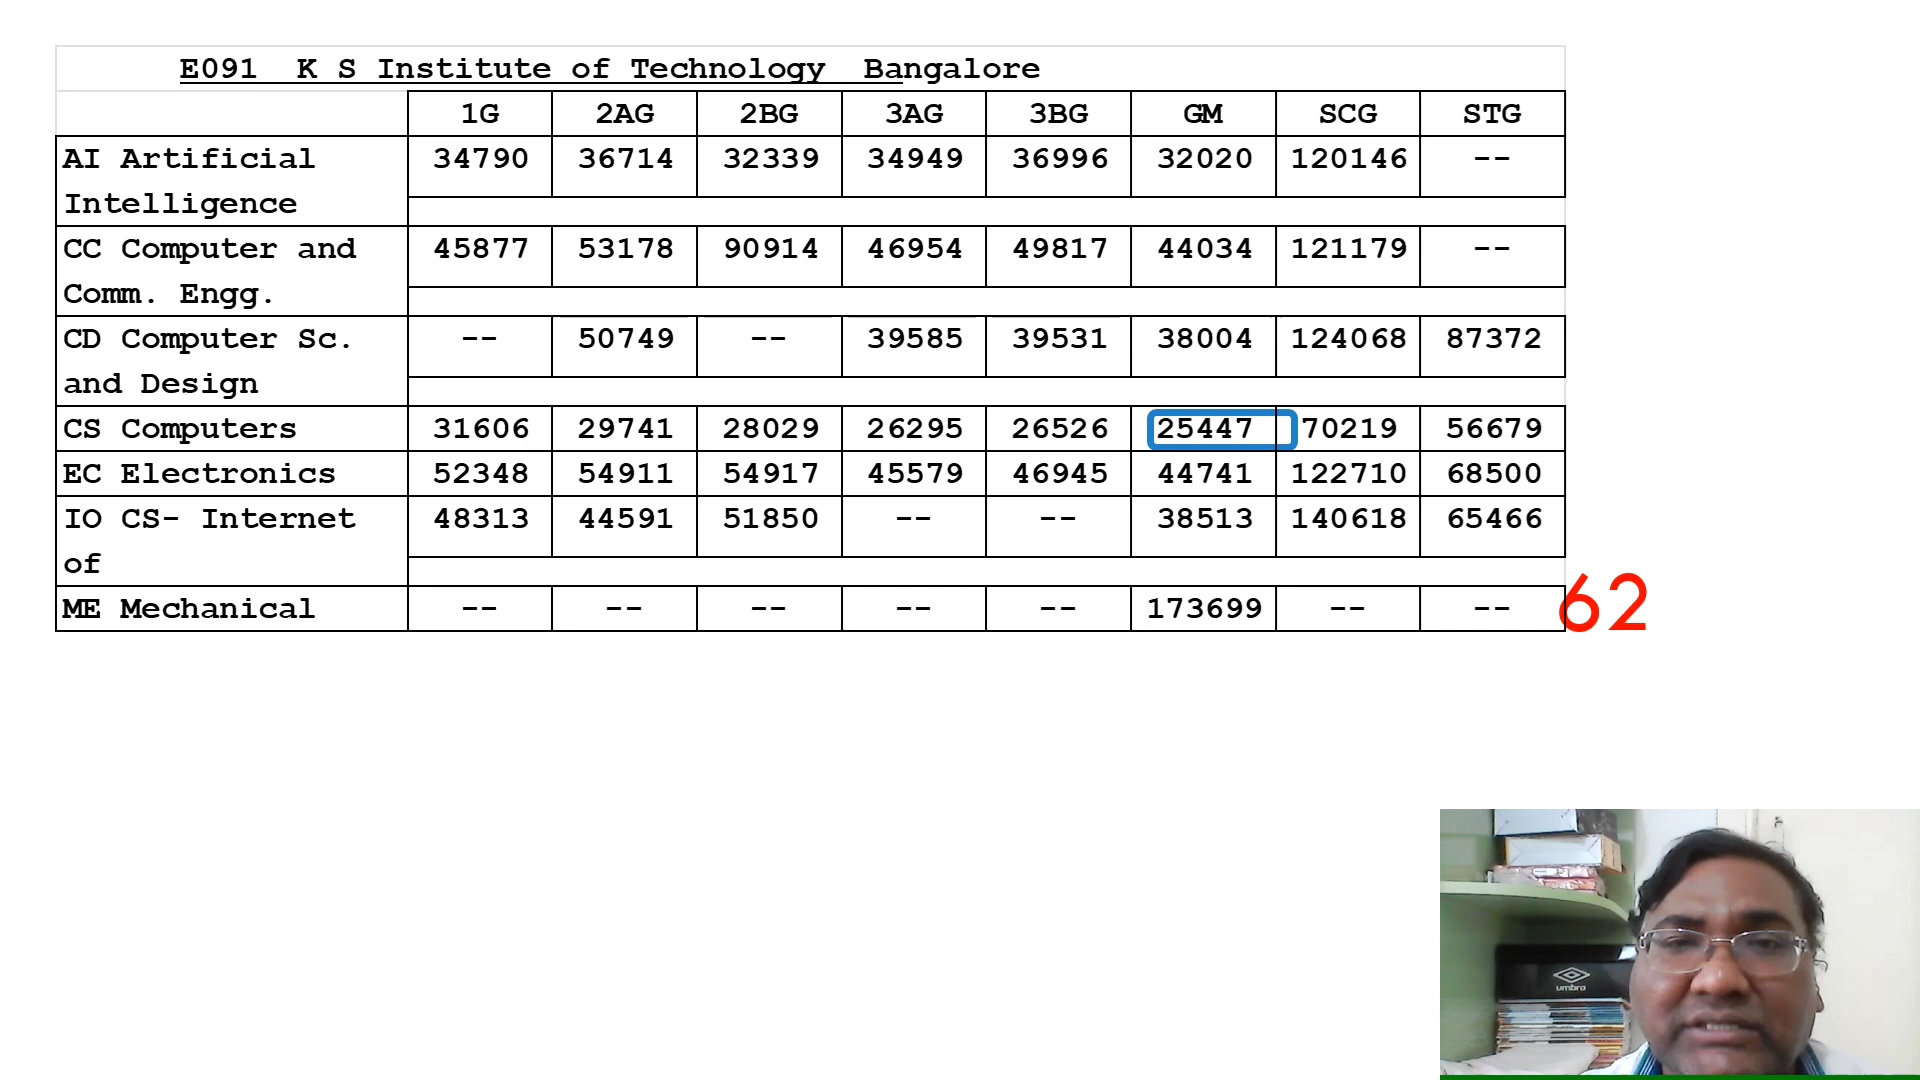 E091 K S Institute of Technology Bangalore
1G 2AG 2BG 3AG 3BG GM SCG STG
AI Artificial 34790 36714 32339 34949 36996 32020 120146 --
Intelligence
CC Computer and 45877 53178 90914 46954 49817 44034 121179 --
Comm. Engg.
CD Computer Sc. -- 50749 -- 39585 39531 38004 124068 87372
and Design
CS Computers 31606 29741 28029 26295 26526 25447 70219 56679
EC Electronics 52348 54911 54917 45579 46945 44741 122710 68500
IO CS- Internet 48313 44591 51850 -- -- 38513 140618 65466
of
ME Mechanical -- -- -- -- -- 173699 -- --
62
umbro